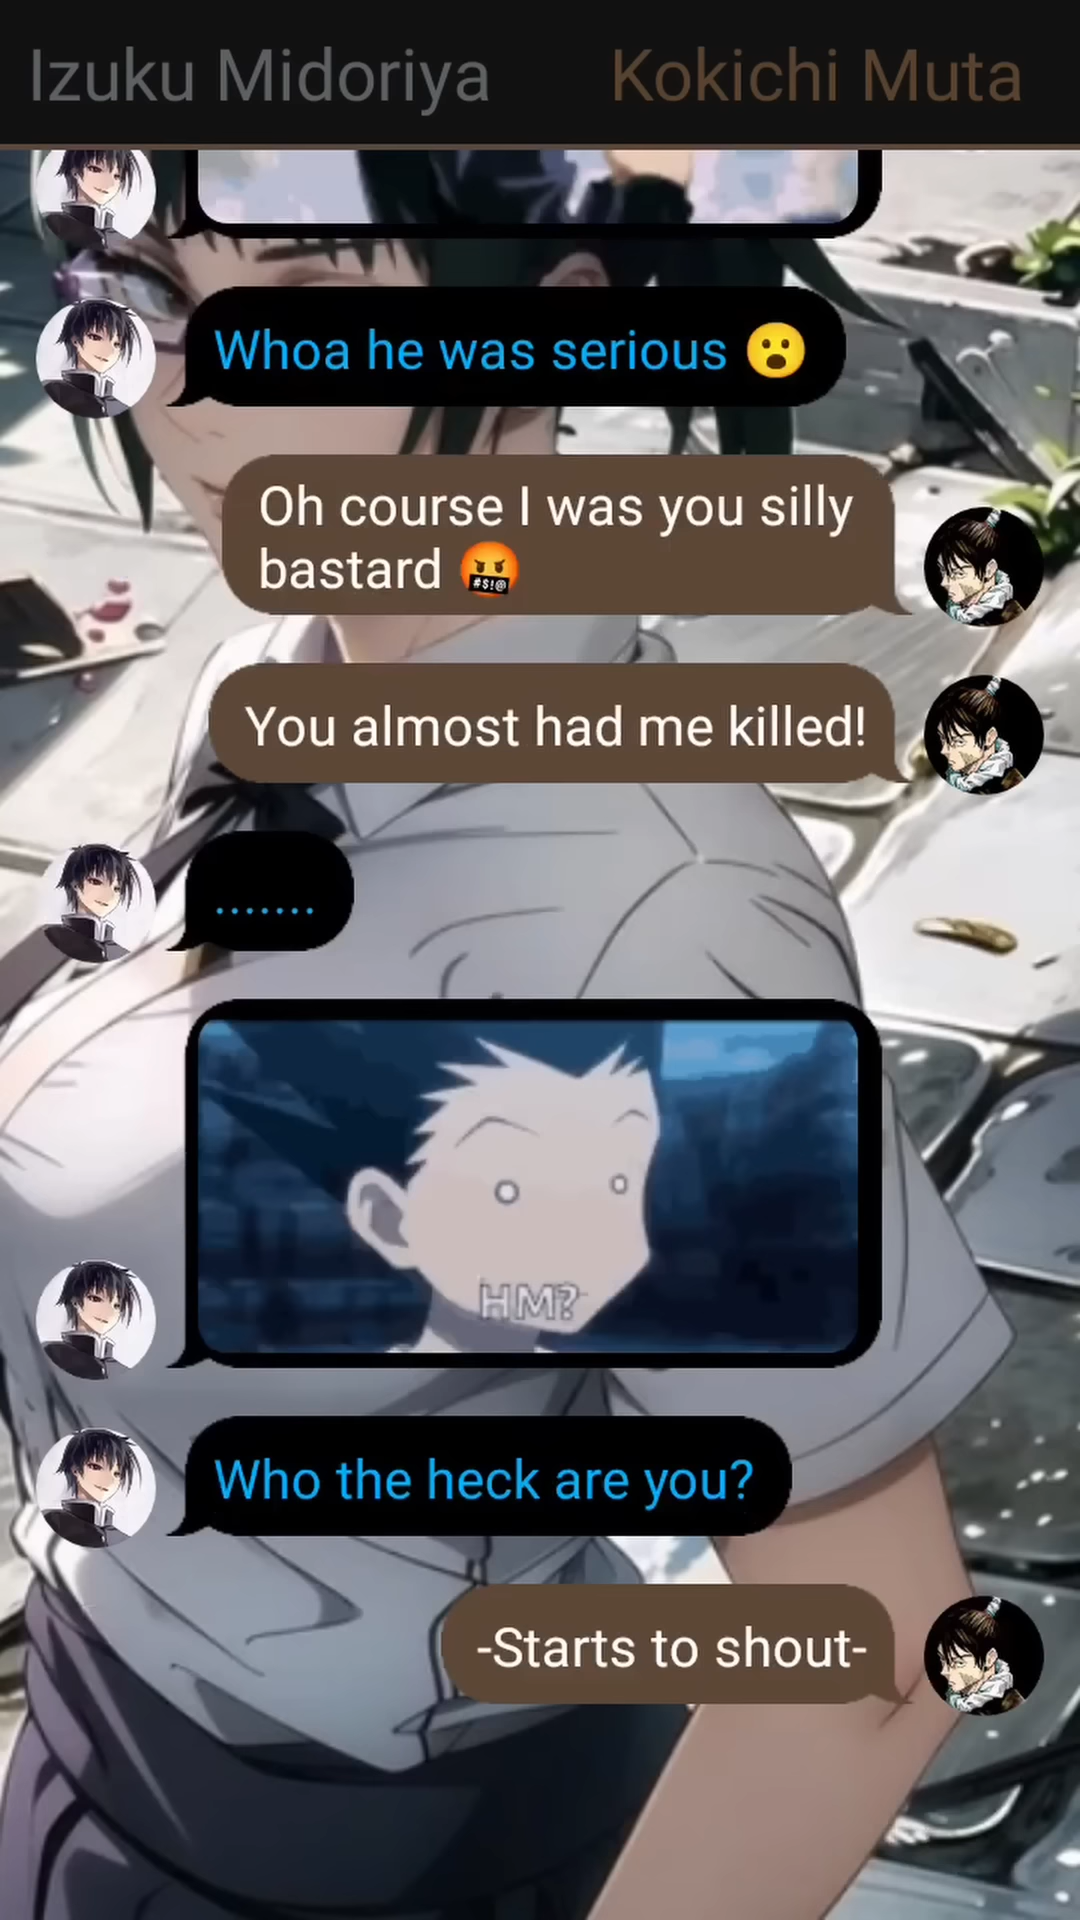 Izuku Midoriya Kokichi Muta
Whoa he was serious 😮
Oh course I was you silly
bastard 🤬
You almost had me killed!
.......
HM?
Who the heck are you?
-Starts to shout-